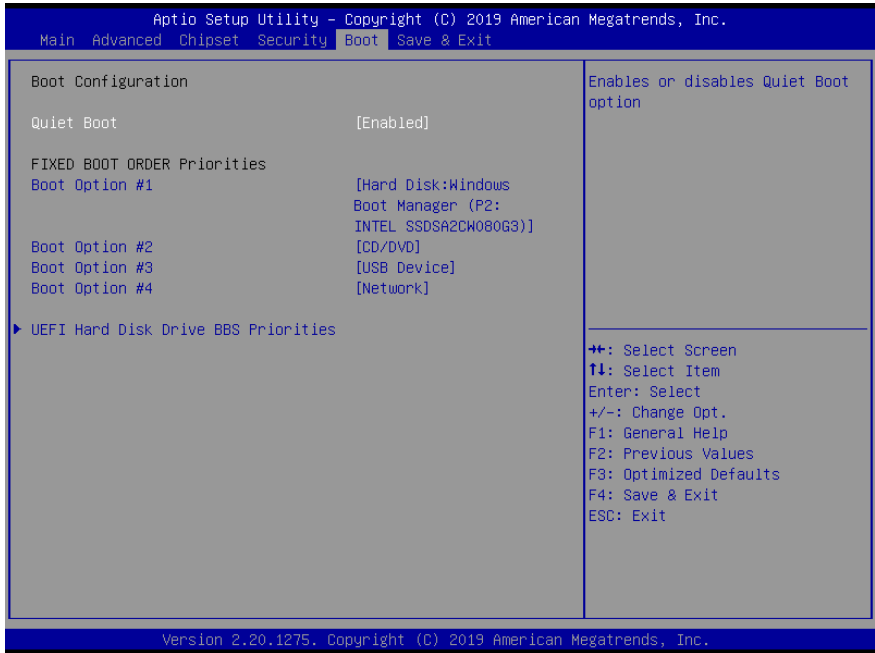 Aptio Setup Utility – Copyright (C) 2019 American Megatrends, Inc.
Main Advanced Chipset Security Boot Save & Exit
Boot Configuration
Quiet Boot [Enabled]
FIXED BOOT ORDER Priorities
Boot Option #1 [Hard Disk:Windows
Boot Manager (P2:
INTEL SSDSA2CW080G3)]
Boot Option #2 [CD/DVD]
Boot Option #3 [USB Device]
Boot Option #4 [Network]
▶ UEFI Hard Disk Drive BBS Priorities
Enables or disables Quiet Boot
option
→←: Select Screen
↑↓: Select Item
Enter: Select
+/-: Change Opt.
F1: General Help
F2: Previous Values
F3: Optimized Defaults
F4: Save & Exit
ESC: Exit
Version 2.20.1275. Copyright (C) 2019 American Megatrends, Inc.